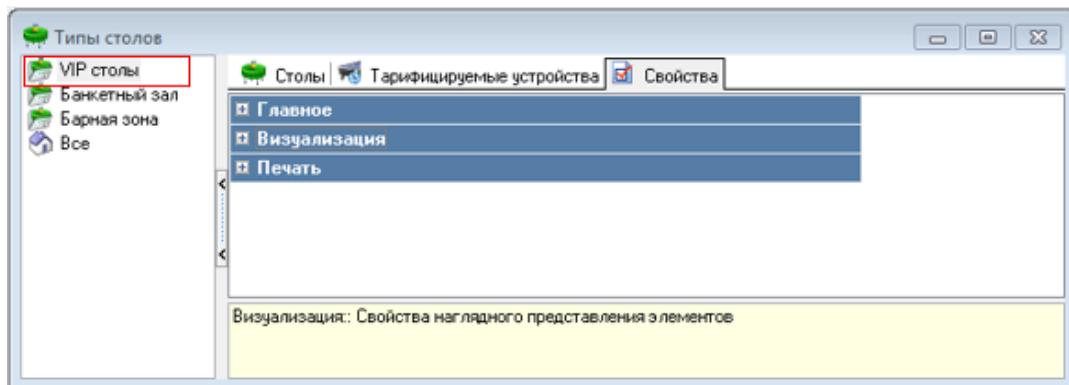 Типы столов
VIP столы
Банкетный зал
Барная зона
Все
Столы Тарифицируемые устройства Свойства
Главное
Визуализация
Печать
Визуализация:: Свойства наглядного представления элементов